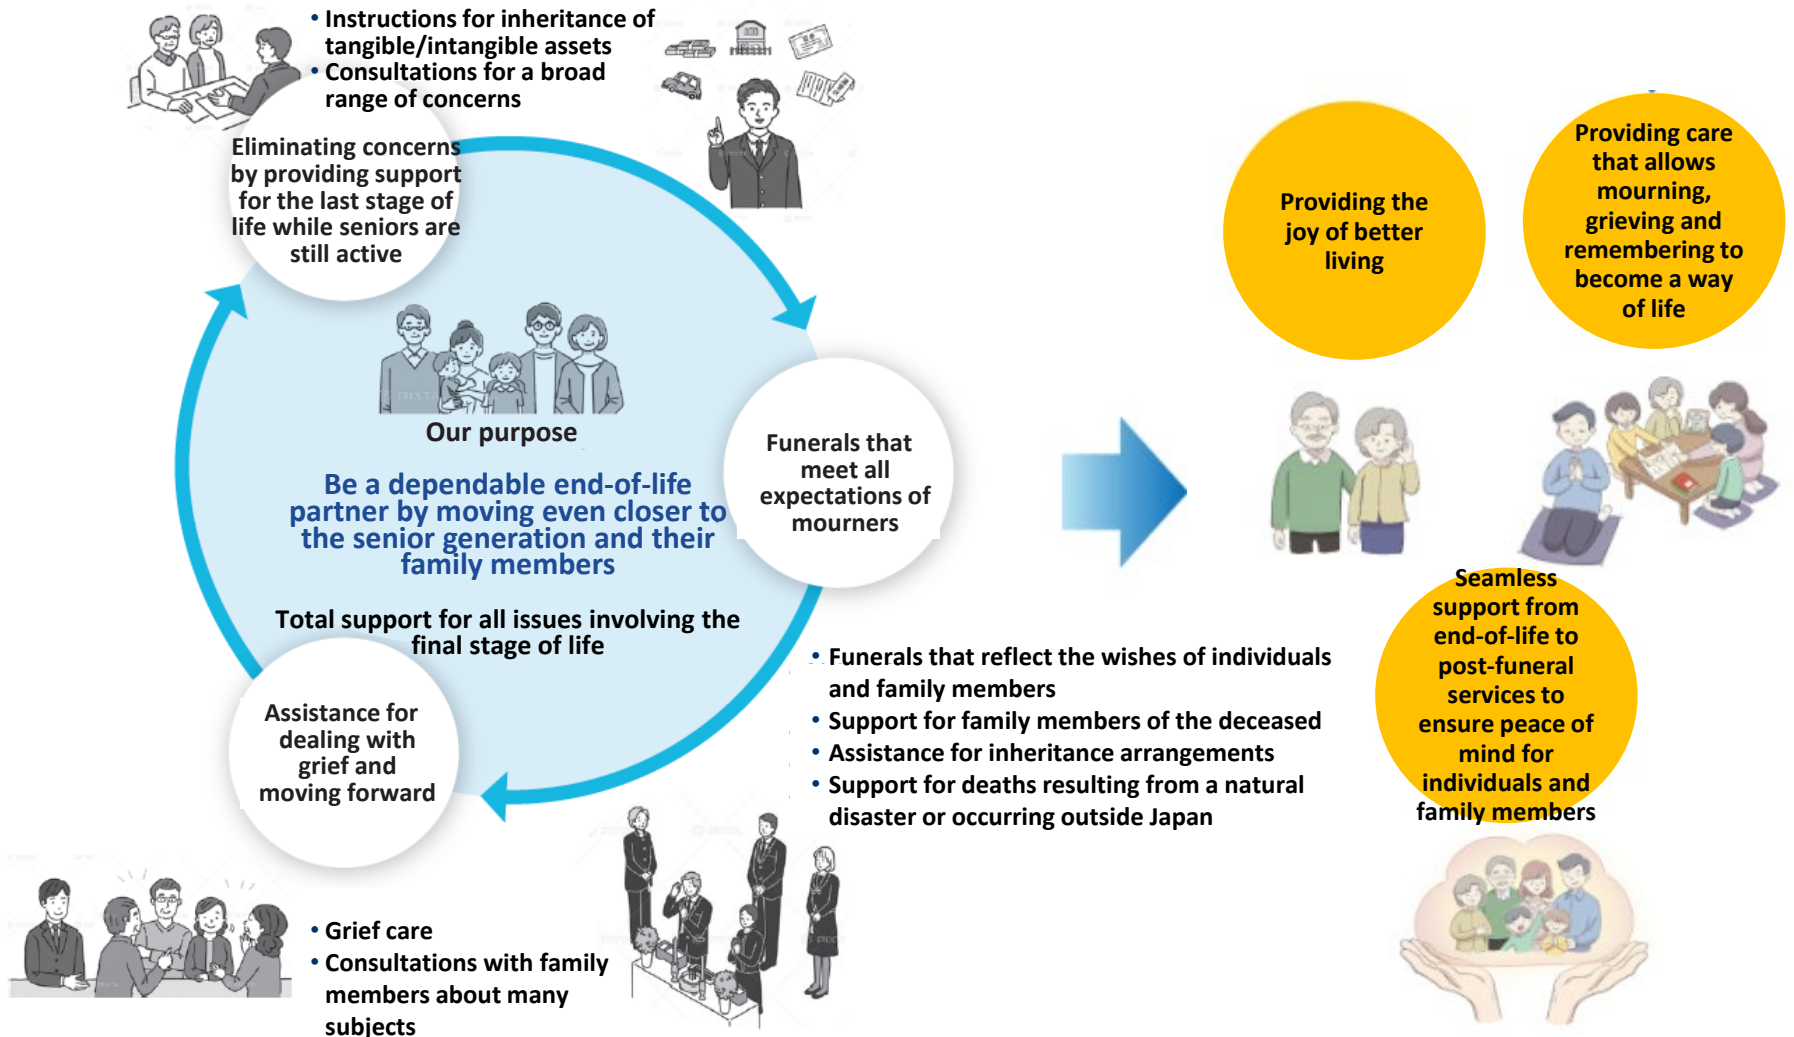 • Instructions for inheritance of
tangible/intangible assets
• Consultations for a broad
range of concerns
Eliminating concerns
by providing support
for the last stage of
life while seniors are
still active
Our purpose
Be a dependable end-of-life
partner by moving even closer to
the senior generation and their
family members
Total support for all issues involving the
final stage of life
Funerals that
meet all
expectations of
mourners
• Funerals that reflect the wishes of individuals
and family members
• Support for family members of the deceased
• Assistance for inheritance arrangements
• Support for deaths resulting from a natural
disaster or occurring outside Japan
Assistance for
dealing with
grief and
moving forward
• Grief care
• Consultations with family
members about many
subjects
Providing the
joy of better
living
Providing care
that allows
mourning,
grieving and
remembering to
become a way
of life
Seamless
support from
end-of-life to
post-funeral
services to
ensure peace of
mind for
individuals and
family members